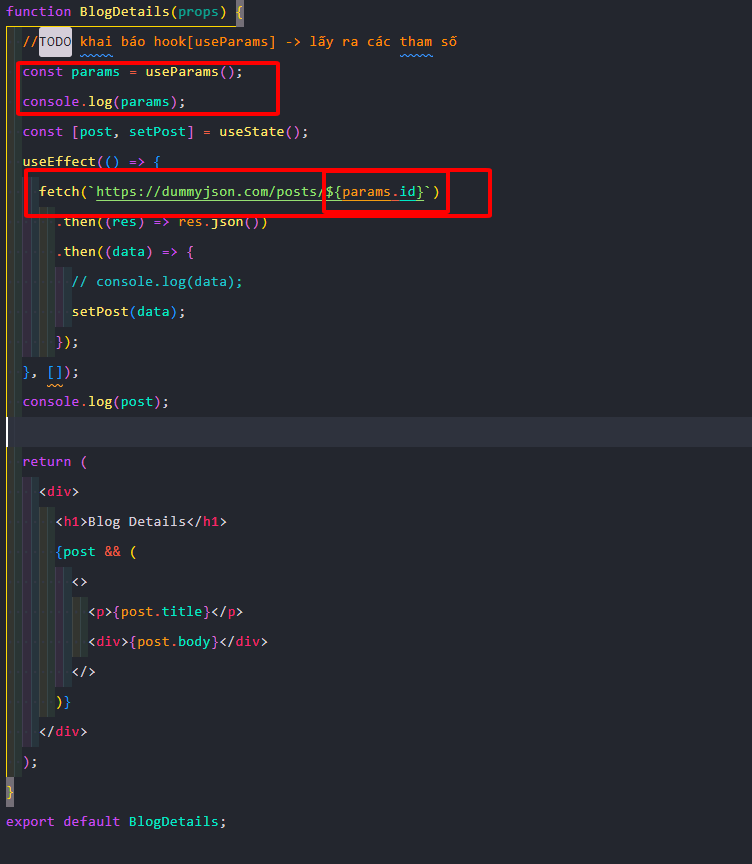 function BlogDetails(props) {
//TODO khai báo hook[useParams] -> lấy ra các tham số
const params = useParams();
console.log(params);
const [post, setPost] = useState();
useEffect(() => {
fetch(`https://dummyjson.com/posts/${params.id}`)
.then((res) => res.json())
.then((data) => {
// console.log(data);
setPost(data);
});
}, []);
console.log(post);
return (
<div>
<h1>Blog Details</h1>
{post && (
<>
<p>{post.title}</p>
<div>{post.body}</div>
</>
)}
</div>
);
}
export default BlogDetails;